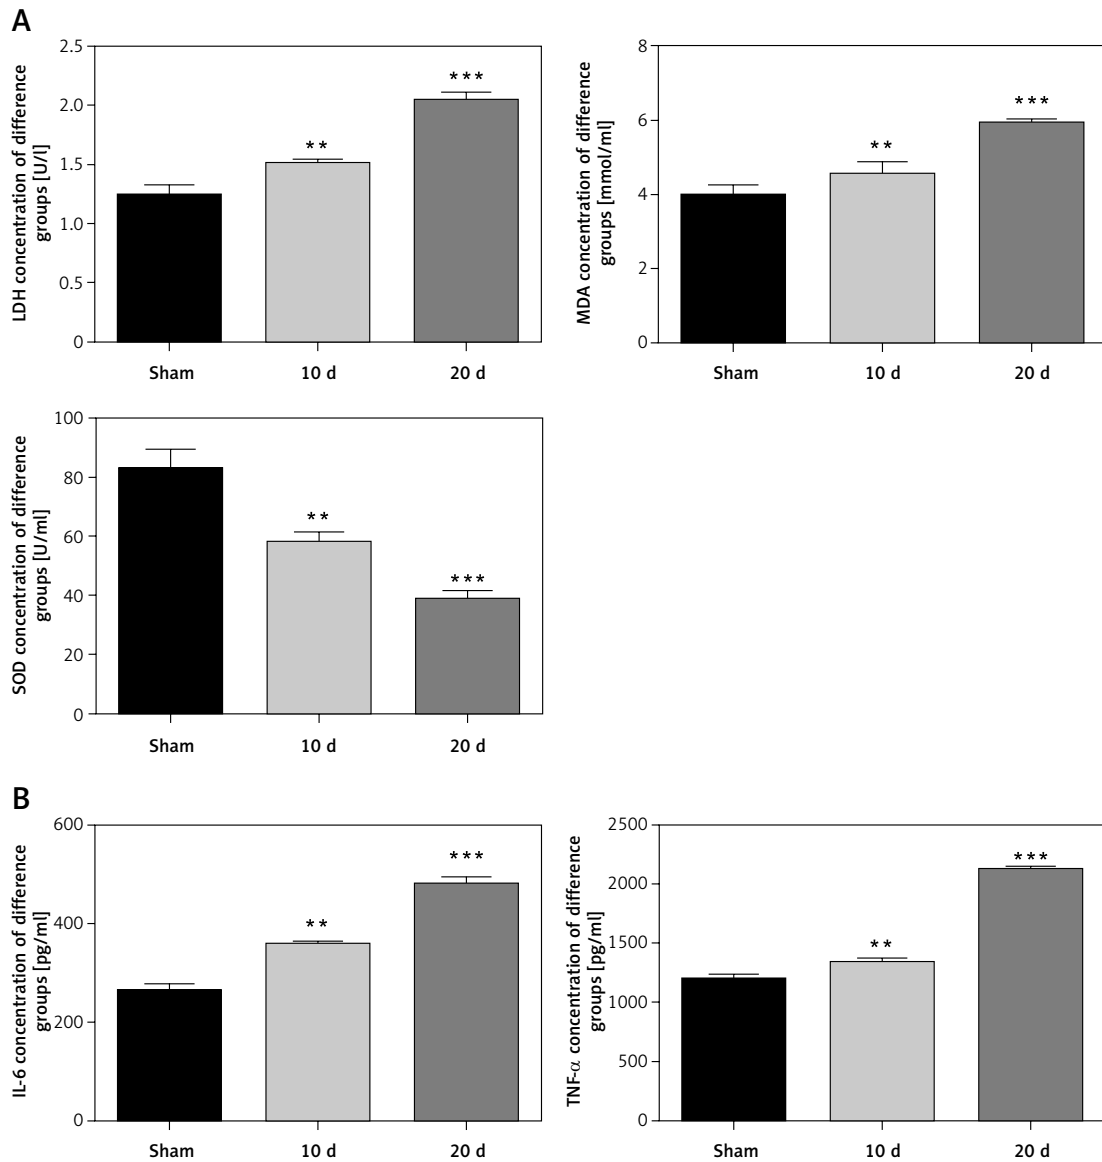 A
LDH concentration of difference
groups [U/l]
2.5
2.0
1.5
1.0
0.5
0
**
***
Sham 10 d 20 d
MDA concentration of difference
groups [mmol/ml]
8
6
4
2
0
**
***
Sham 10 d 20 d
SOD concentration of difference
groups [U/ml]
100
80
60
40
20
0
**
***
Sham 10 d 20 d
B
IL-6 concentration of difference
groups [pg/ml]
600
400
200
0
**
***
Sham 10 d 20 d
TNF-α concentration of difference
groups [pg/ml]
2500
2000
1500
1000
500
0
**
***
Sham 10 d 20 d